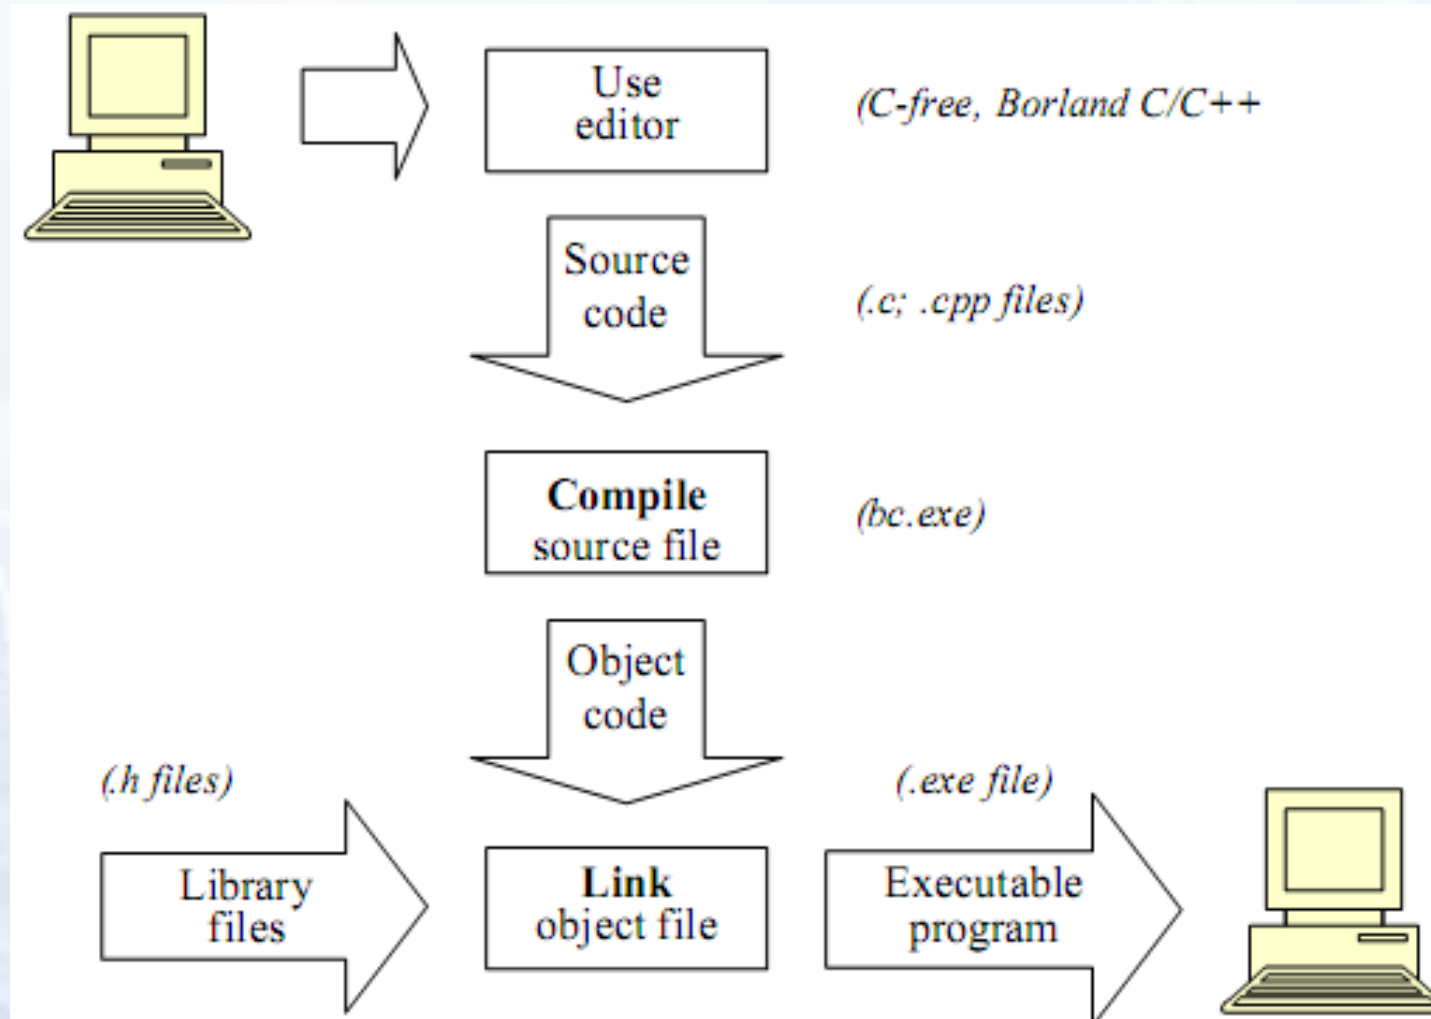 Use
editor
(C-free, Borland C/C++
Source
code
(.c; .cpp files)
Compile
source file
(bc.exe)
Object
code
(.h files)
(.exe file)
Library
files
Link
object file
Executable
program